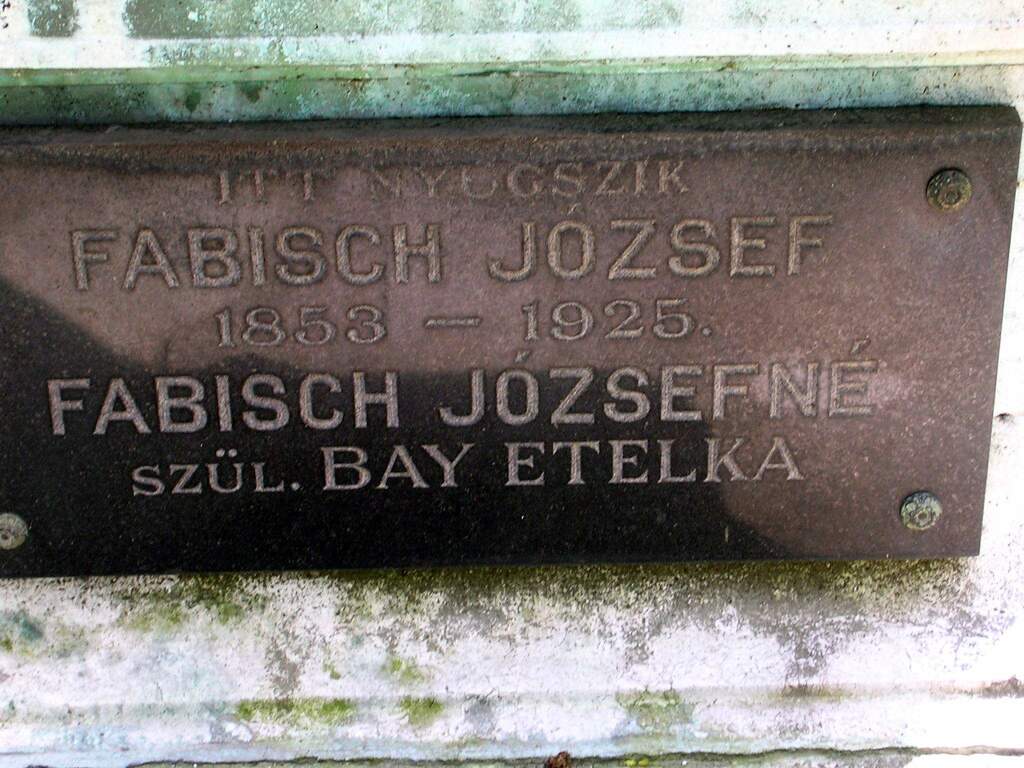 ITT NYUGSZIK
FABISCH JÓZSEF
1853 – 1925.
FABISCH JÓZSEFNÉ
SZÜL. BAY ETELKA